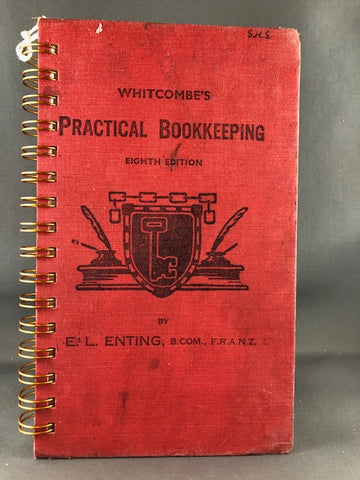 S.H.S.
WHITCOMBE'S
PRACTICAL BOOKKEEPING
EIGHTH EDITION
BY
E. L. ENTING, B.COM., F.R.A.N.Z.